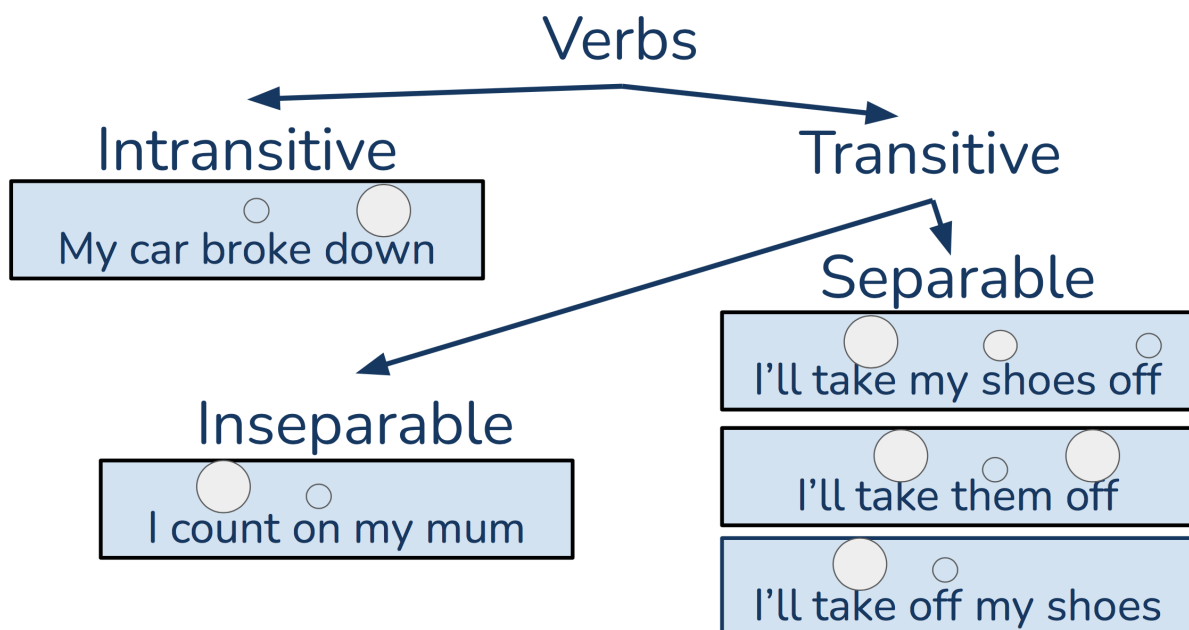 Verbs
Intransitive
My car broke down
Transitive
Separable
I'll take my shoes off
I'll take them off
I'll take off my shoes
Inseparable
I count on my mum